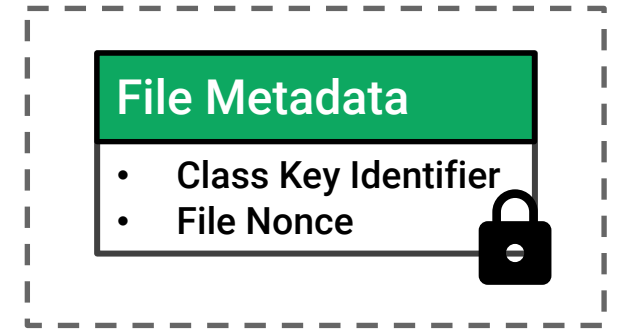 File Metadata
• Class Key Identifier
• File Nonce